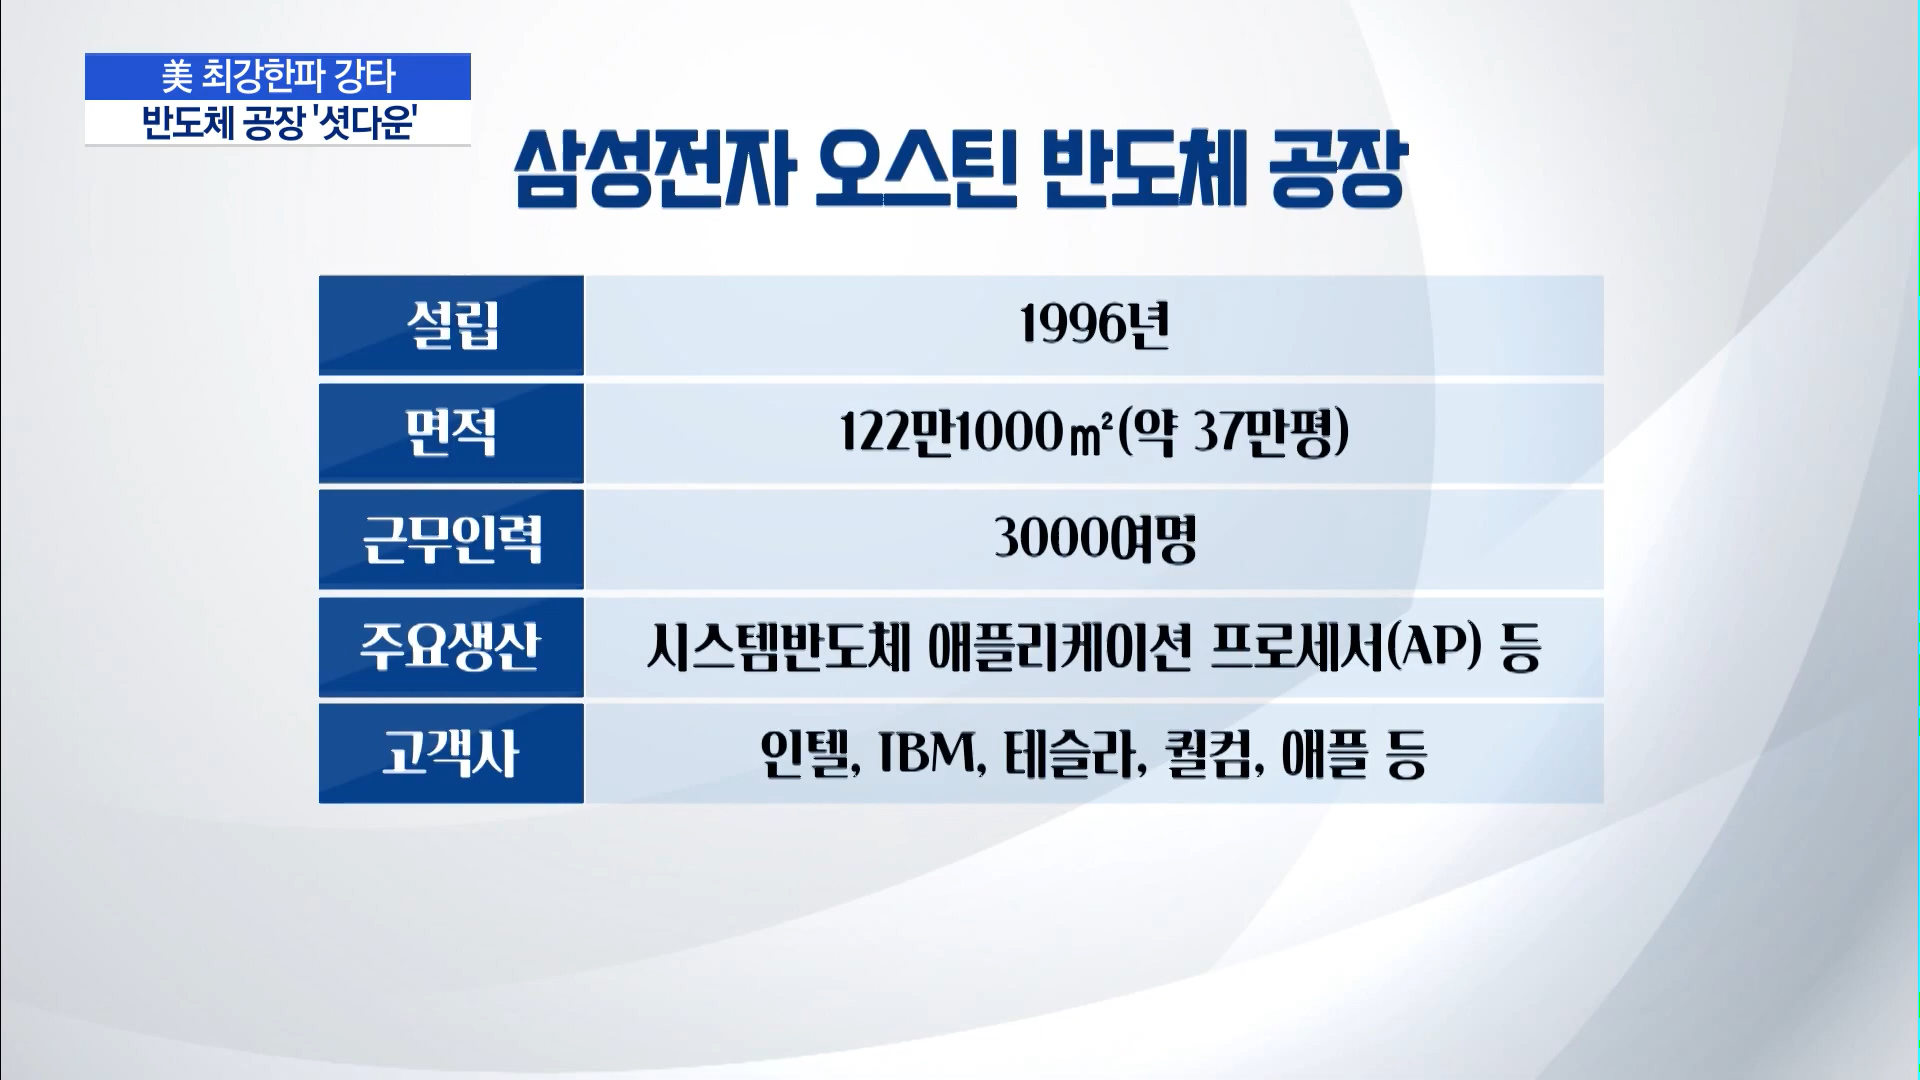 美 최강한파 강타
반도체 공장 '셧다운'
삼성전자 오스틴 반도체 공장
설립 1996년
면적 122만1000㎡(약 37만평)
근무인력 3000여명
주요생산 시스템반도체 애플리케이션 프로세서(AP) 등
고객사 인텔, IBM, 테슬라, 퀄컴, 애플 등